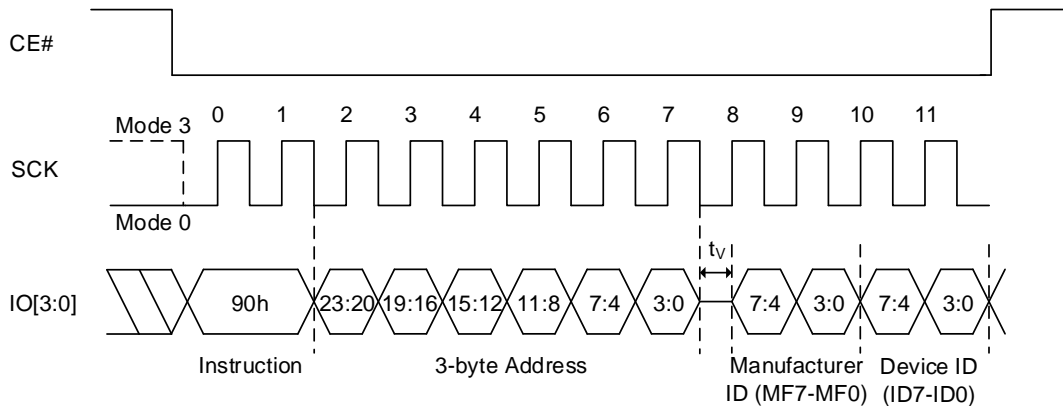 CE#
0 1 2 3 4 5 6 7 8 9 10 11
Mode 3
SCK
Mode 0
tV
IO[3:0] 90h 23:20 19:16 15:12 11:8 7:4 3:0 7:4 3:0 7:4 3:0
Instruction 3-byte Address Manufacturer Device ID
ID (MF7-MF0) (ID7-ID0)